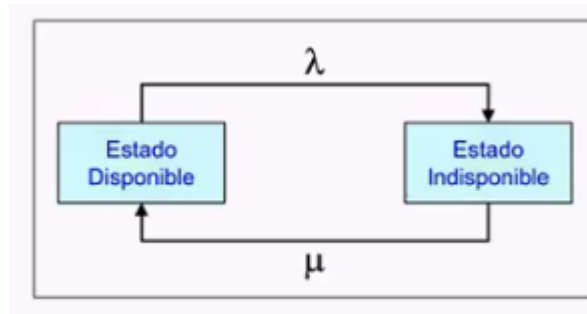 λ
Estado
Disponible
Estado
Indisponible
μ